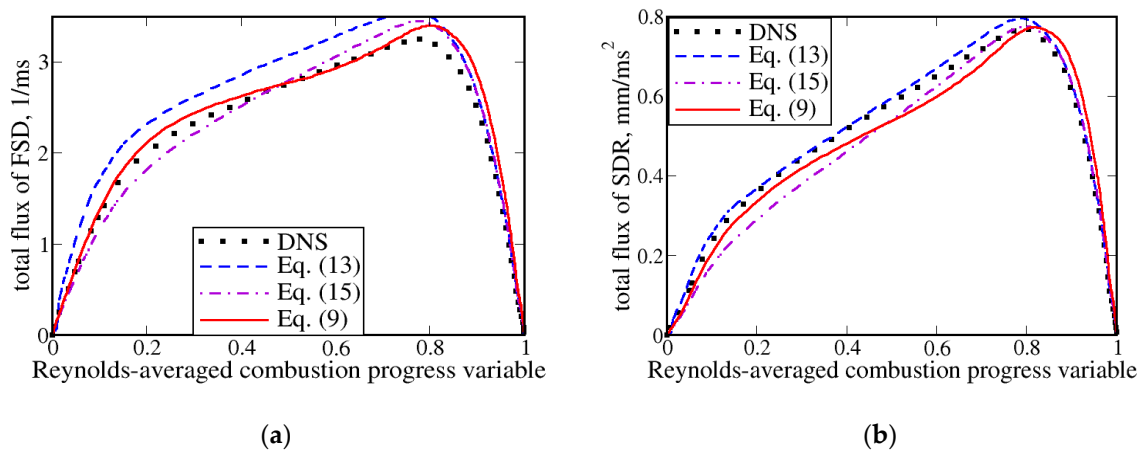 total flux of FSD, 1/ms
3
2
1
0
DNS
Eq. (13)
Eq. (15)
Eq. (9)
0 0.2 0.4 0.6 0.8 1
Reynolds-averaged combustion progress variable
(a)
total flux of SDR, mm/ms²
0.8
0.6
0.4
0.2
0
DNS
Eq. (13)
Eq. (15)
Eq. (9)
0 0.2 0.4 0.6 0.8 1
Reynolds-averaged combustion progress variable
(b)